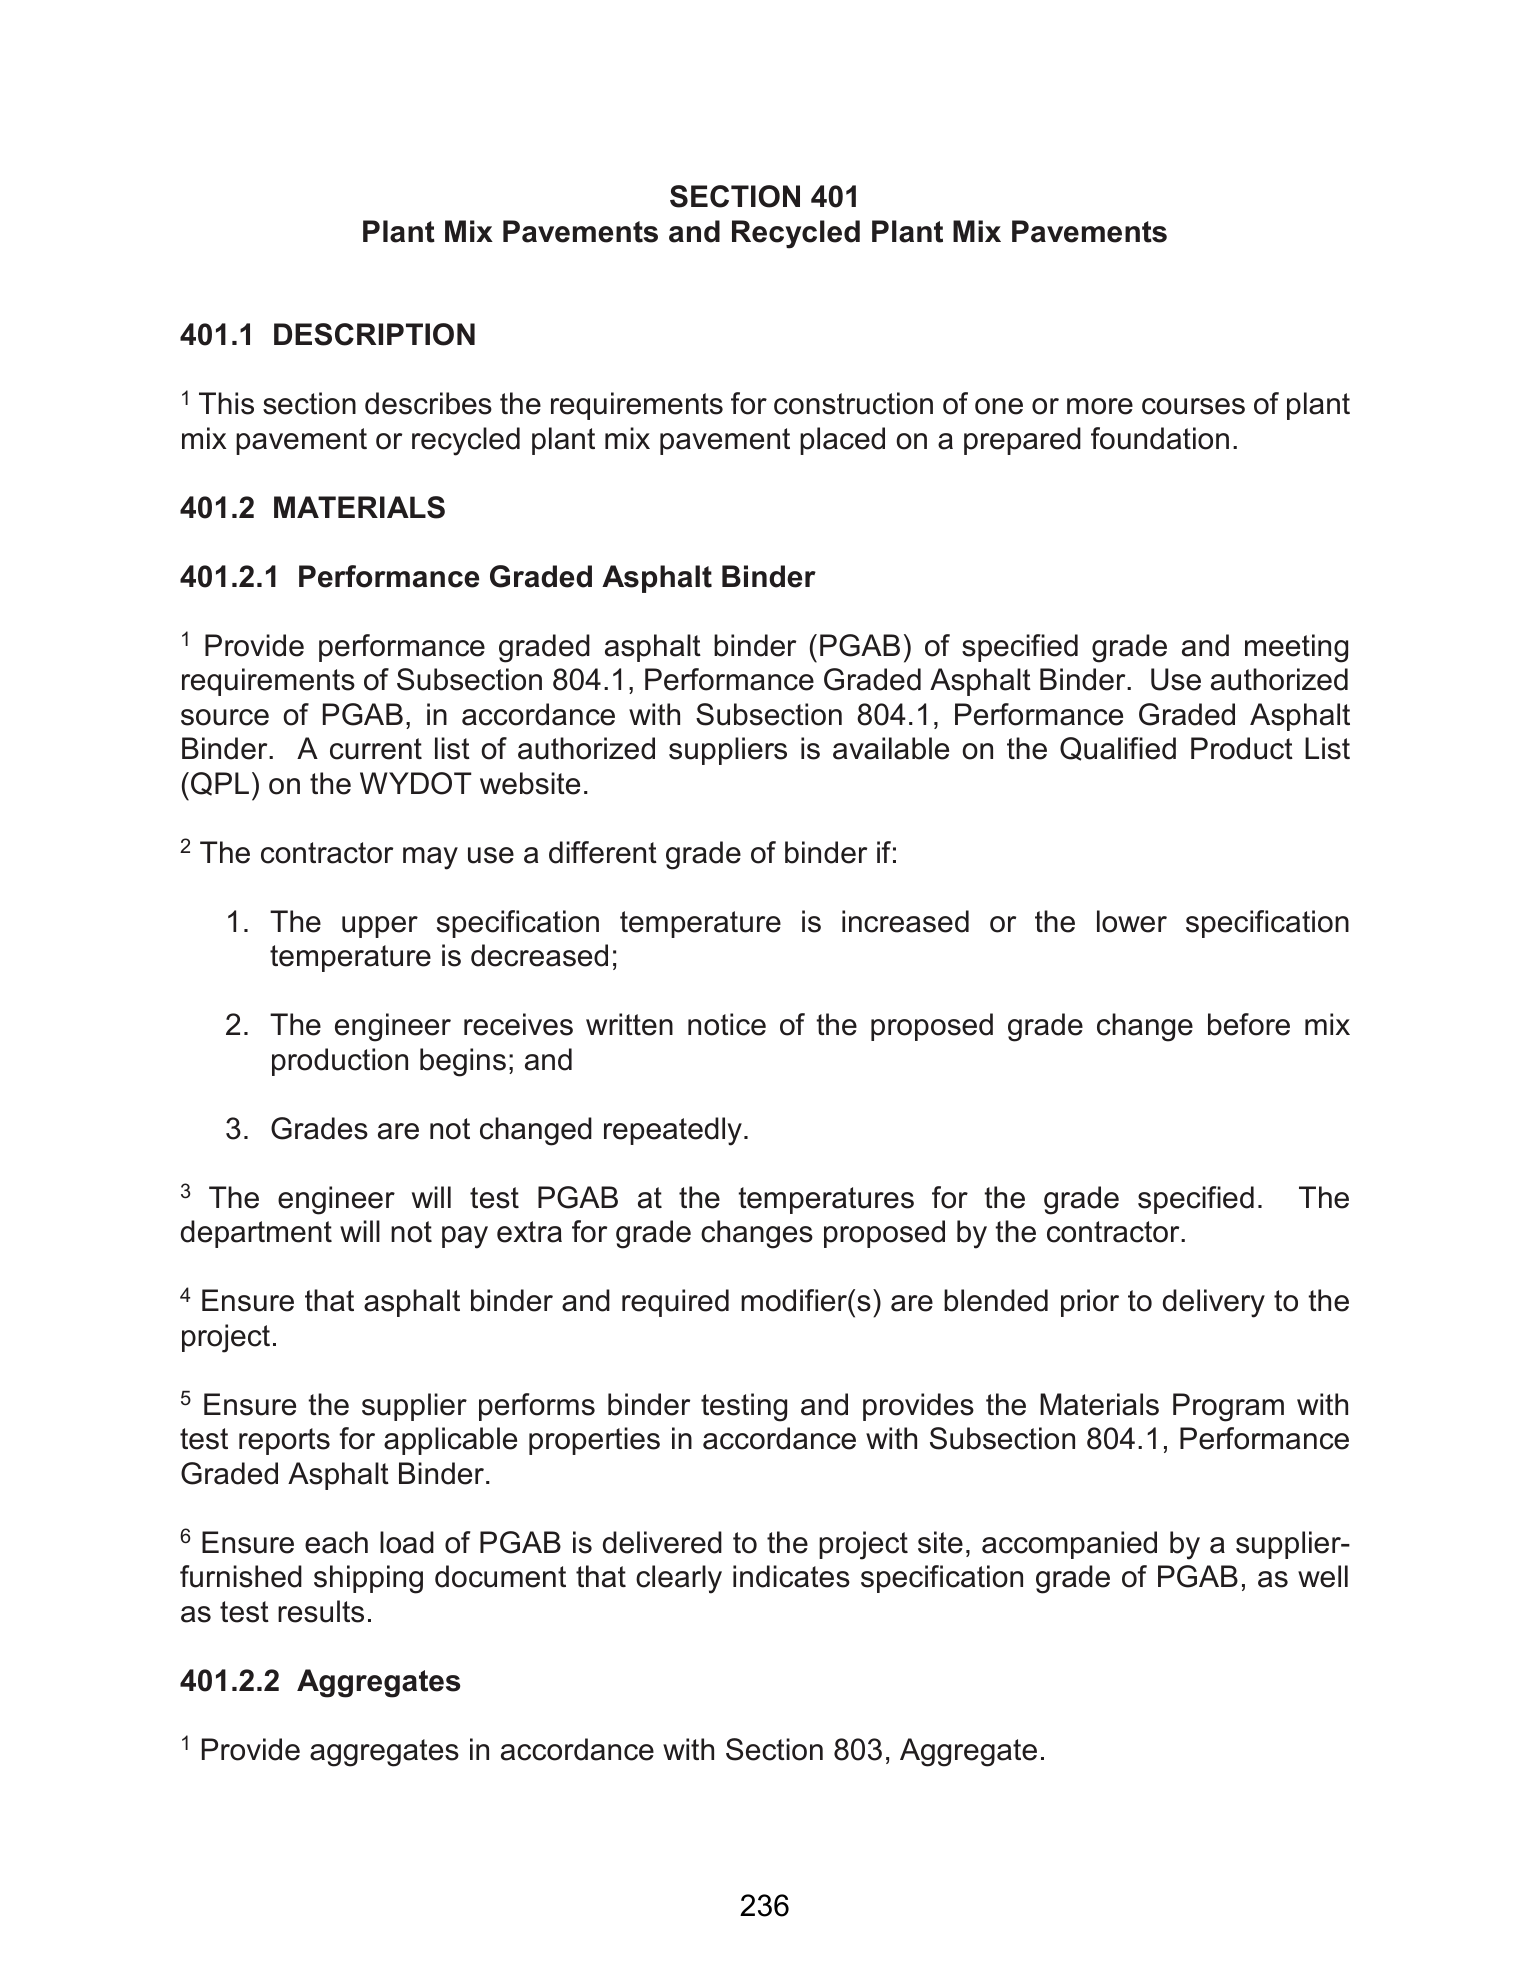 SECTION 401
Plant Mix Pavements and Recycled Plant Mix Pavements
401.1  DESCRIPTION
1 This section describes the requirements for construction of one or more courses of plant
mix pavement or recycled plant mix pavement placed on a prepared foundation.
401.2  MATERIALS
401.2.1  Performance Graded Asphalt Binder
1 Provide performance graded asphalt binder (PGAB) of specified grade and meeting
requirements of Subsection 804.1, Performance Graded Asphalt Binder.  Use authorized
source of PGAB, in accordance with Subsection 804.1, Performance Graded Asphalt
Binder.  A current list of authorized suppliers is available on the Qualified Product List
(QPL) on the WYDOT website.
2 The contractor may use a different grade of binder if:
1. The upper specification temperature is increased or the lower specification
temperature is decreased;
2. The engineer receives written notice of the proposed grade change before mix
production begins; and
3. Grades are not changed repeatedly.
3 The engineer will test PGAB at the temperatures for the grade specified.  The
department will not pay extra for grade changes proposed by the contractor.
4 Ensure that asphalt binder and required modifier(s) are blended prior to delivery to the
project.
5 Ensure the supplier performs binder testing and provides the Materials Program with
test reports for applicable properties in accordance with Subsection 804.1, Performance
Graded Asphalt Binder.
6 Ensure each load of PGAB is delivered to the project site, accompanied by a supplier-
furnished shipping document that clearly indicates specification grade of PGAB, as well
as test results.
401.2.2  Aggregates
1 Provide aggregates in accordance with Section 803, Aggregate.
236